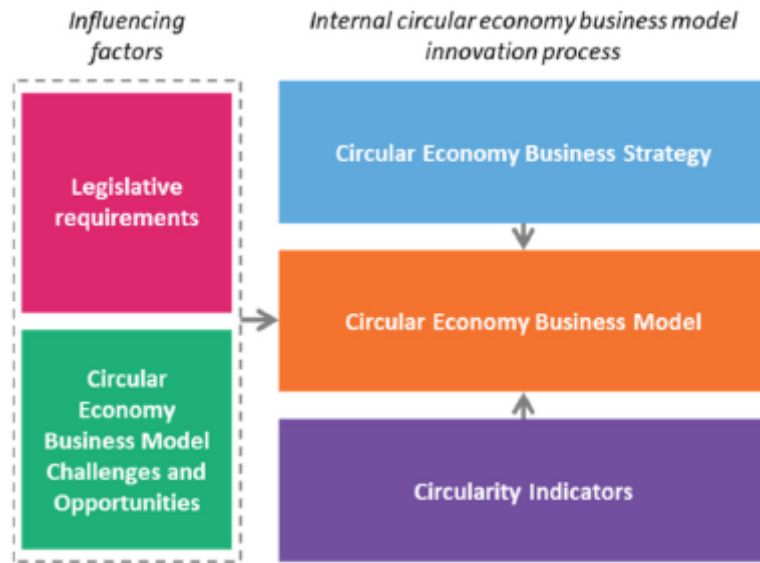 Influencing
factors
Internal circular economy business model
innovation process
Legislative
requirements
Circular
Economy
Business Model
Challenges and
Opportunities
Circular Economy Business Strategy
Circular Economy Business Model
Circularity Indicators